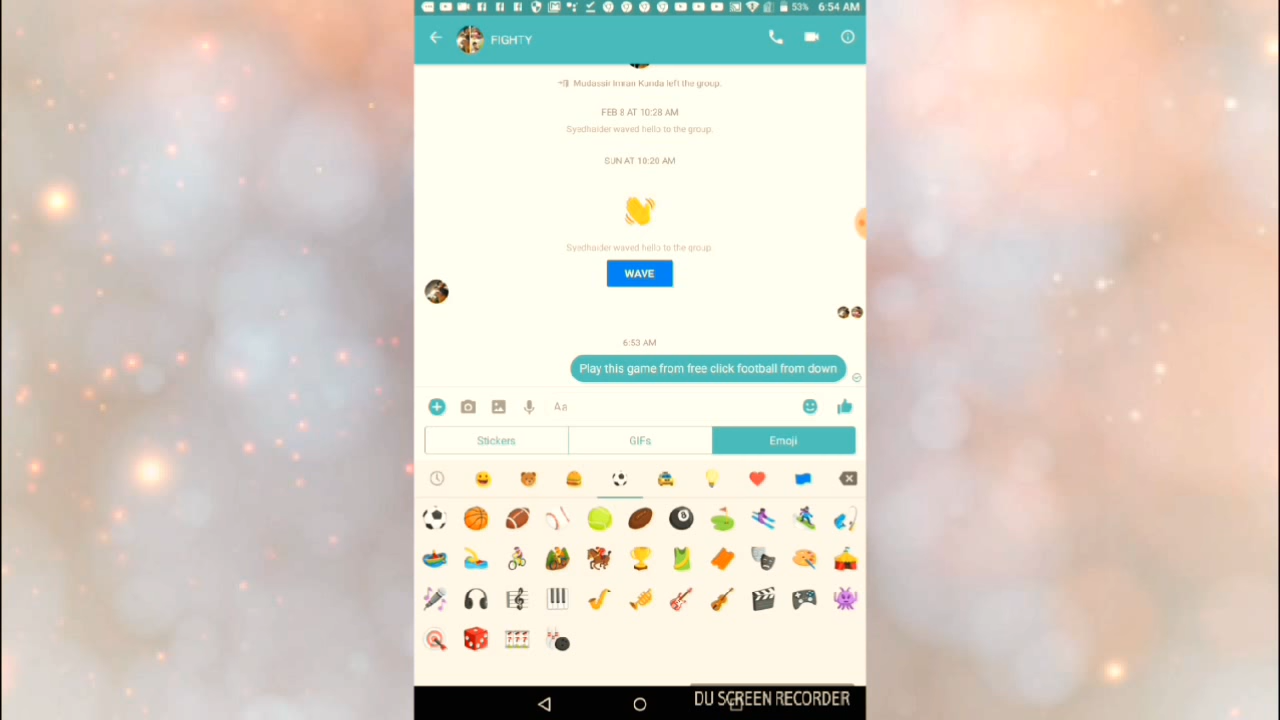 53% 6:54 AM
FIGHTY
Mudassir Imran Kunda left the group.
FEB 8 AT 10:28 AM
Syedhaider waved hello to the group.
SUN AT 10:20 AM
Syedhaider waved hello to the group.
WAVE
6:53 AM
Play this game from free click football from down
Aa
Stickers GIFs Emoji
DU SCREEN RECORDER